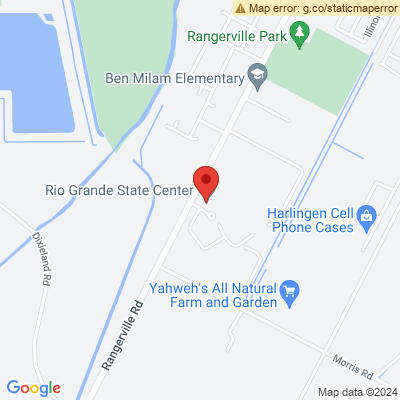 Map error: g.co/staticmaperror
Rangerville Park
Illino
Ben Milam Elementary
Rio Grande State Center
Harlingen Cell
Phone Cases
Dixieland Rd
Yahweh's All Natural
Farm and Garden
Rangerville Rd
Morris Rd
Google
Map data ©2024